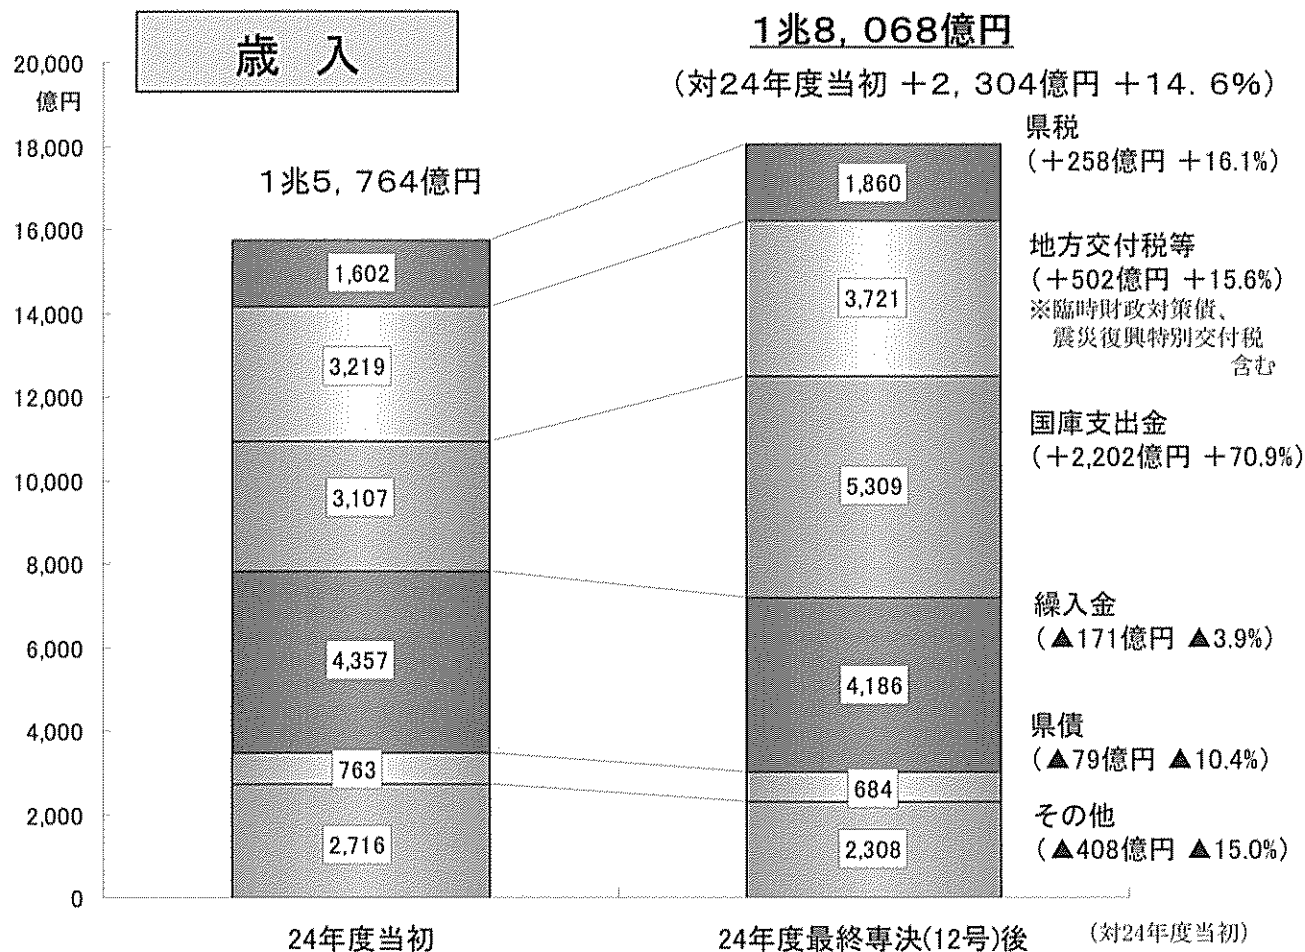 歳 入
1兆8, 068億円
(対24年度当初 +2, 304億円 +14. 6%)
20,000
億円
18,000
16,000
14,000
12,000
10,000
8,000
6,000
4,000
2,000
0
1兆5, 764億円
1,602
3,219
3,107
4,357
763
2,716
1,860
3,721
5,309
4,186
684
2,308
県税
(+258億円 +16.1%)
地方交付税等
(+502億円 +15.6%)
※臨時財政対策債、
震災復興特別交付税
含む
国庫支出金
(+2,202億円 +70.9%)
繰入金
(▲171億円 ▲3.9%)
県債
(▲79億円 ▲10.4%)
その他
(▲408億円 ▲15.0%)
24年度当初
24年度最終専決(12号)後
(対24年度当初)